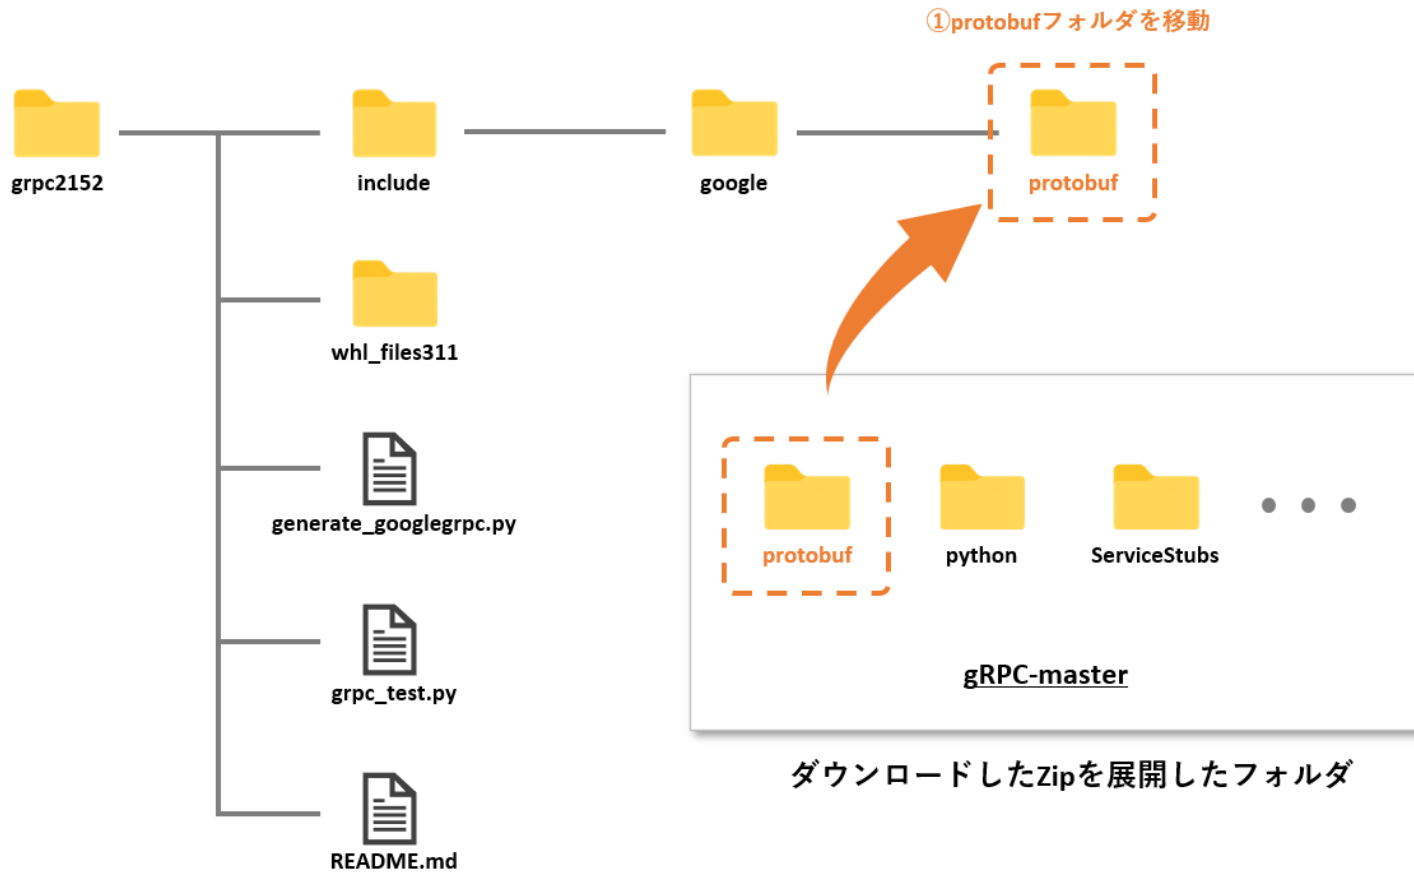 ①protobufフォルダを移動
grpc2152
include
google
protobuf
whl_files311
generate_googlegrpc.py
protobuf
python
ServiceStubs
gRPC-master
grpc_test.py
ダウンロードしたZipを展開したフォルダ
README.md